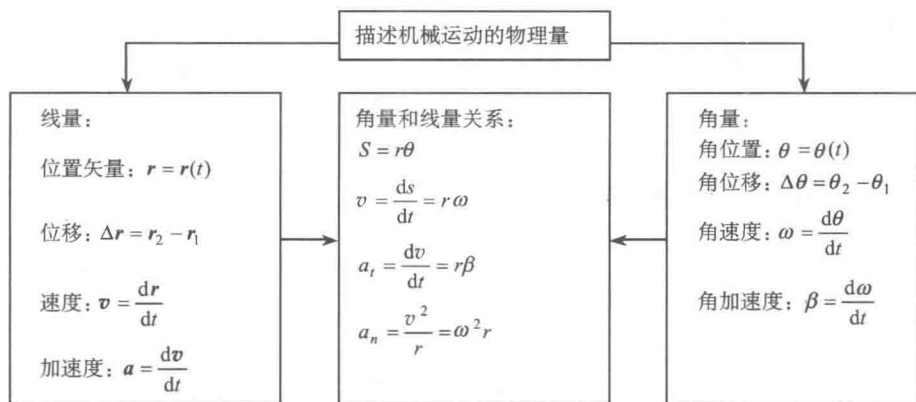 描述机械运动的物理量
线量：
位置矢量：r = r(t)
位移：Δr = r₂ − r₁
速度：v = dr/dt
加速度：a = dv/dt
角量和线量关系：
S = rθ
v = ds/dt = rω
aₜ = dv/dt = rβ
aₙ = v²/r = ω²r
角量：
角位置：θ = θ(t)
角位移：Δθ = θ₂ − θ₁
角速度：ω = dθ/dt
角加速度：β = dω/dt